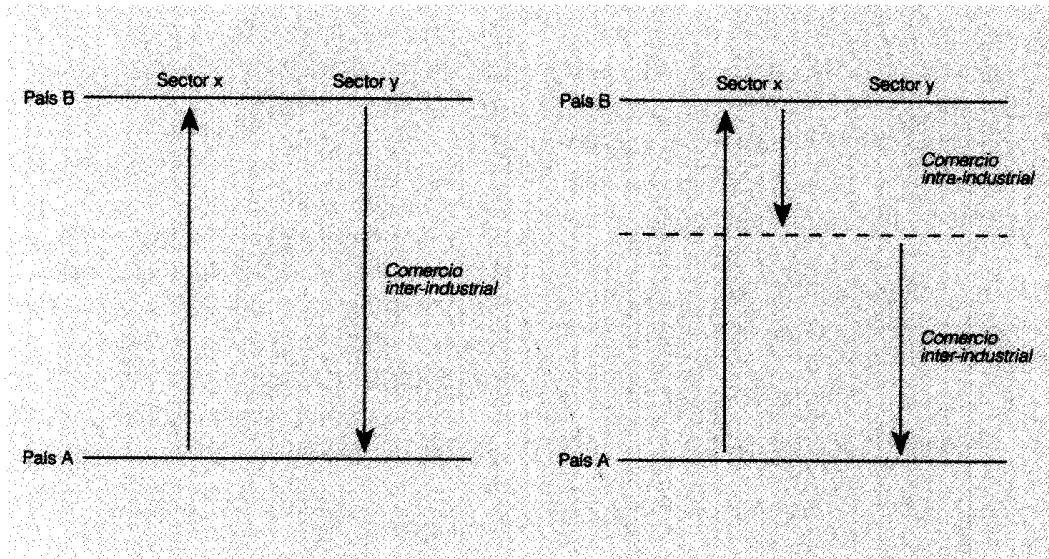 Sector x
Sector y
País B
Comercio
inter-industrial
País A
Sector x
Sector y
País B
Comercio
intra-industrial
Comercio
inter-industrial
País A